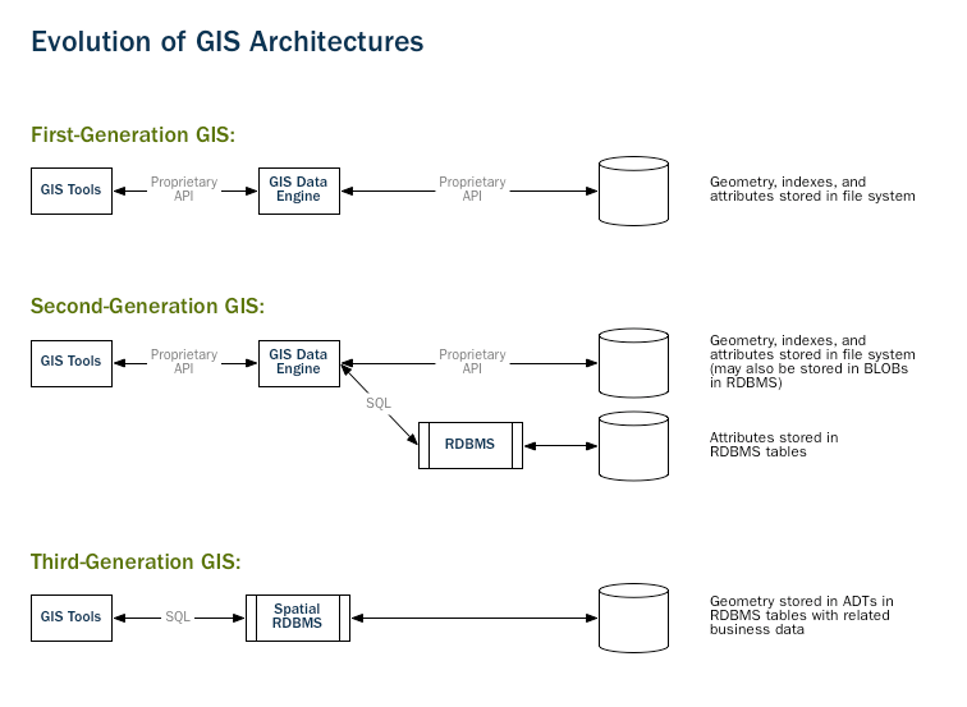 Evolution of GIS Architectures
First-Generation GIS:
GIS Tools
Proprietary
API
GIS Data
Engine
Proprietary
API
Geometry, indexes, and
attributes stored in file system
Second-Generation GIS:
GIS Tools
Proprietary
API
GIS Data
Engine
Proprietary
API
Geometry, indexes, and
attributes stored in file system
(may also be stored in BLOBs
in RDBMS)
SQL
RDBMS
Attributes stored in
RDBMS tables
Third-Generation GIS:
GIS Tools
SQL
Spatial
RDBMS
Geometry stored in ADTs in
RDBMS tables with related
business data